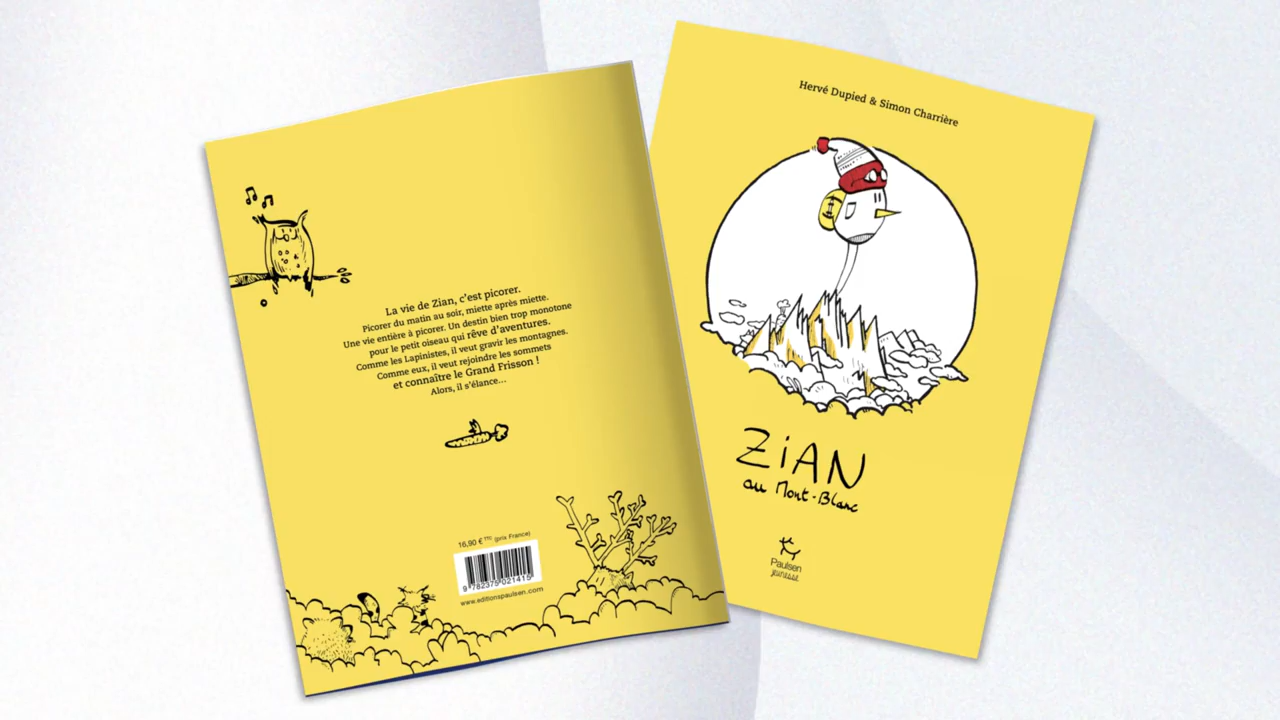 La vie de Zian, c'est picorer.
Picorer du matin au soir, miette après miette.
Une vie entière à picorer. Un destin bien trop monotone
pour le petit oiseau qui rêve d'aventures.
Comme les Lapinistes, il veut gravir les montagnes.
Comme eux, il veut rejoindre les sommets
et connaître le Grand Frisson !
Alors, il s'élance...
16,90 € TTC (prix France)
9 782375 021415
www.editionspaulsen.com
Hervé Dupied & Simon Charrière
ZiAN
au Mont-Blanc
Paulsen
jeunesse